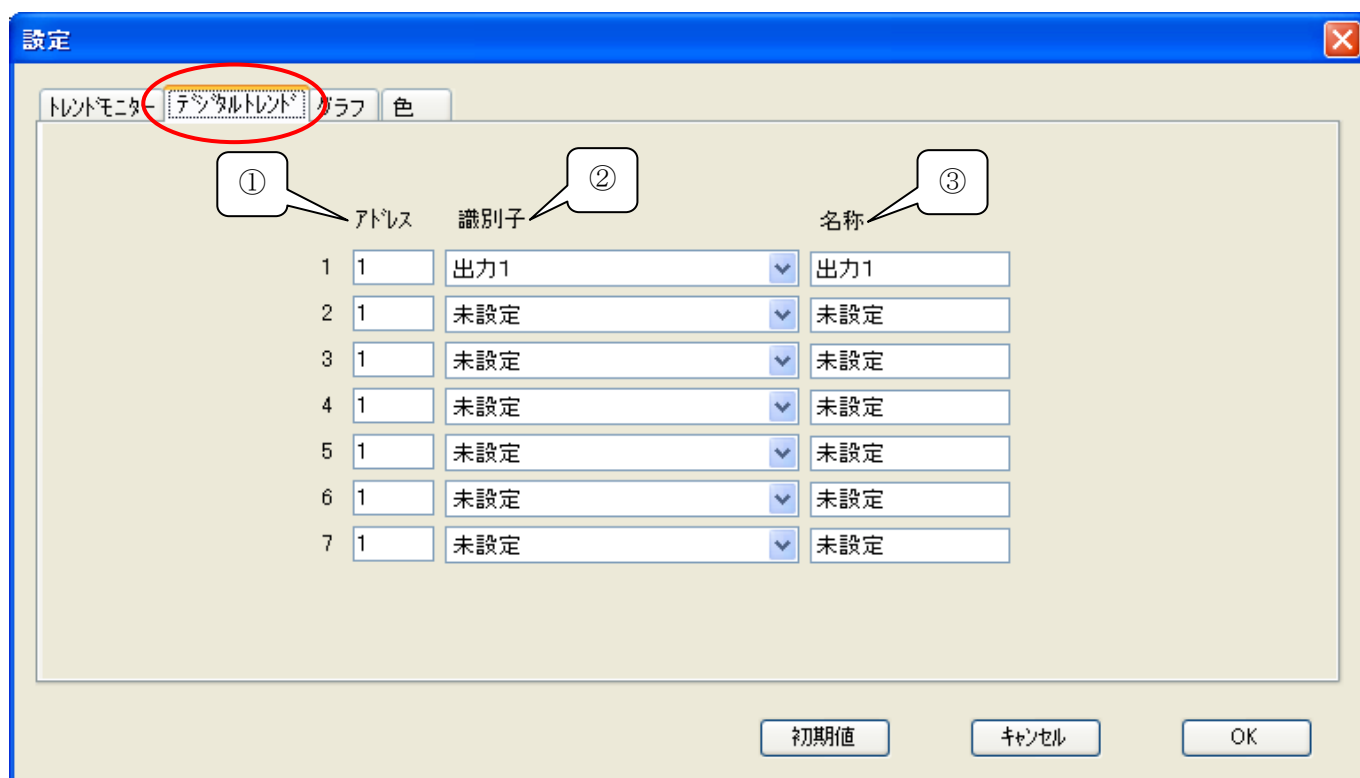 設定
ﾄﾚﾝﾄﾞﾓﾆﾀｰ ﾃﾞｼﾞﾀﾙﾄﾚﾝﾄﾞ グラフ 色
① ② ③
ｱﾄﾞﾚｽ 識別子 名称
1 1 出力1 出力1
2 1 未設定 未設定
3 1 未設定 未設定
4 1 未設定 未設定
5 1 未設定 未設定
6 1 未設定 未設定
7 1 未設定 未設定
初期値 ｷｬﾝｾﾙ OK